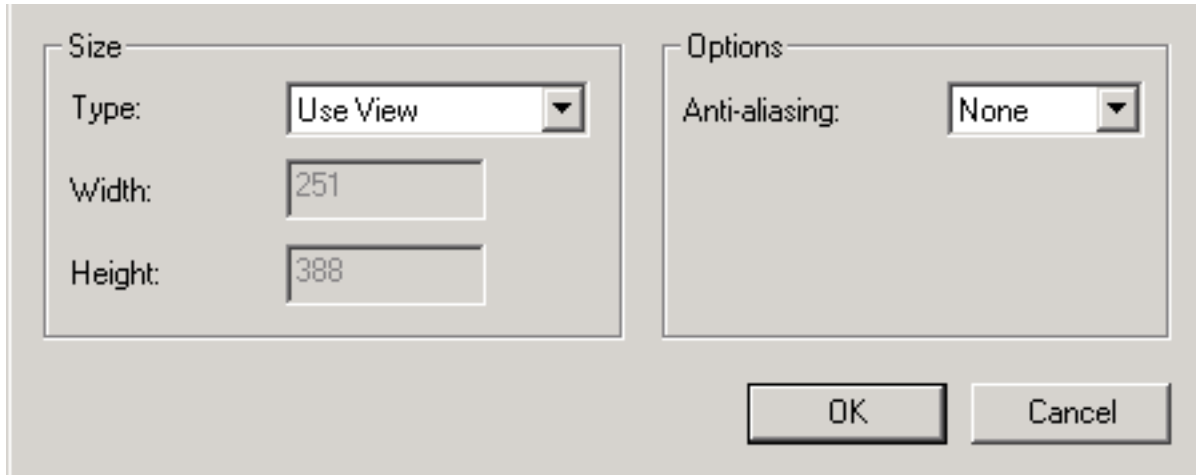 Size
Type: Use View
Width: 251
Height: 388
Options
Anti-aliasing: None
OK
Cancel